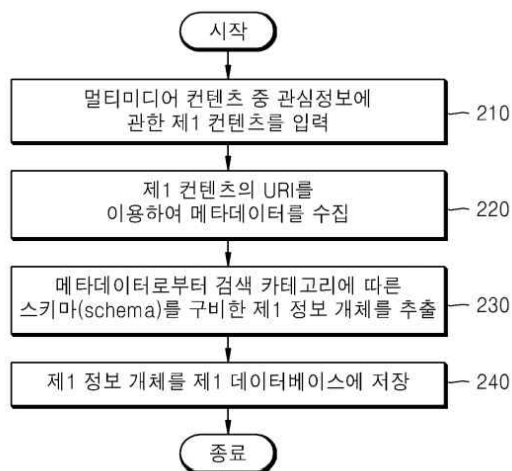 시작
멀티미디어 컨텐츠 중 관심정보에
관한 제1 컨텐츠를 입력
210
제1 컨텐츠의 URI를
이용하여 메타데이터를 수집
220
메타데이터로부터 검색 카테고리에 따른
스키마(schema)를 구비한 제1 정보 개체를 추출
230
제1 정보 개체를 제1 데이터베이스에 저장
240
종료